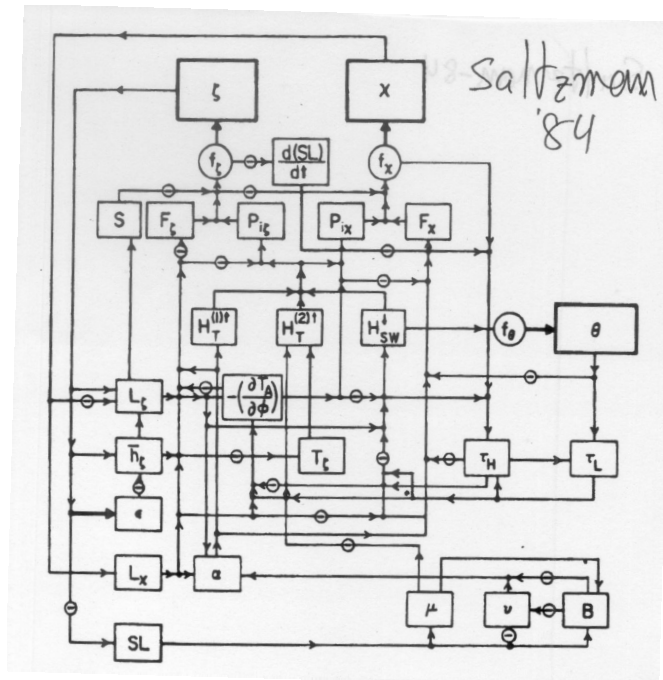 Saltzman
'84
ζ
χ
f_ζ
d(SL)
dt
f_χ
S
F_ζ
P_iζ
P_iχ
F_χ
H_T^(1)↑
H_T^(2)↑
H_SW^↓
f_θ
θ
L_ζ
-(∂T_A/∂ϕ)
h̄_ζ
T_ζ
τ_H
τ_L
ϵ
L_χ
α
μ
ν
B
SL